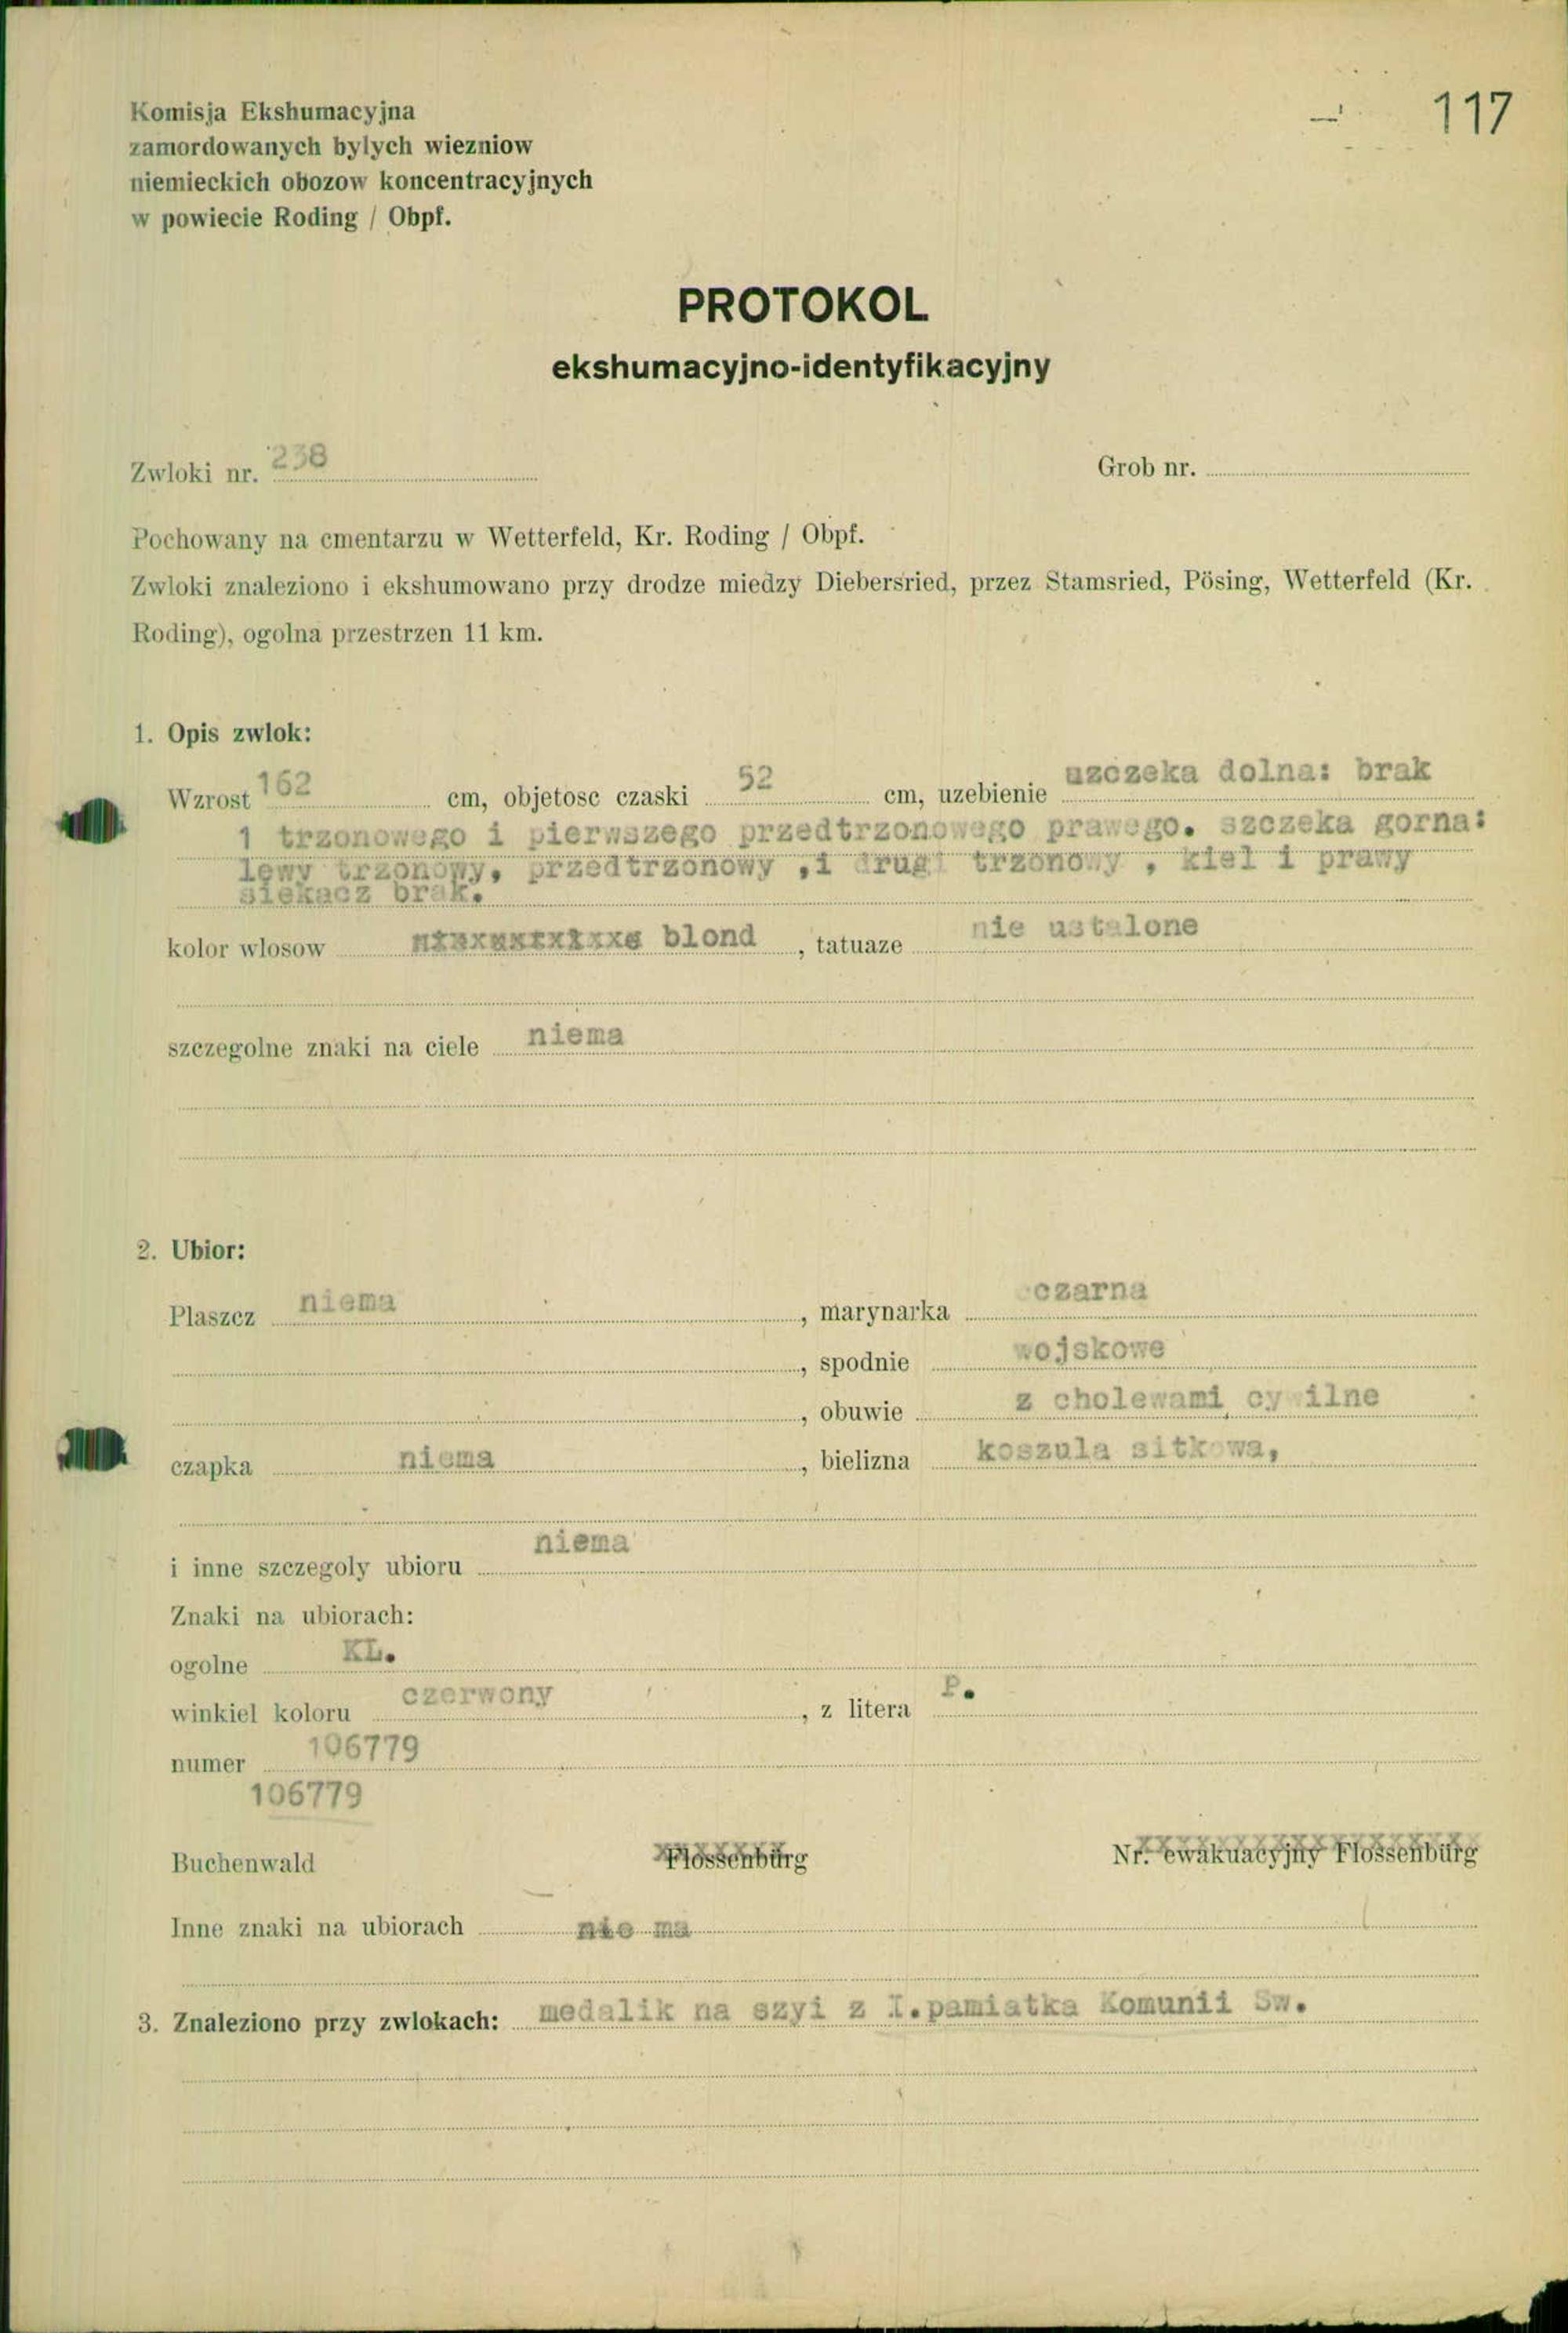 117
Komisja Ekshumacyjna
zamordowanych bylych wiezniow
niemieckich obozow koncentracyjnych
w powiecie Roding / Obpf.
PROTOKOL
ekshumacyjno-identyfikacyjny
Zwloki nr. 238 Grob nr.
Pochowany na cmentarzu w Wetterfeld, Kr. Roding / Obpf.
Zwloki znaleziono i ekshumowano przy drodze miedzy Diebersried, przez Stamsried, Pösing, Wetterfeld (Kr.
Roding), ogolna przestrzen 11 km.
1. Opis zwlok:
Wzrost 162 cm, objetosc czaski 52 cm, uzebienie uzczeka dolna: brak
1 trzonowego i pierwszego przedtrzonowego prawego. szczeka gorna:
lewy trzonowy, przedtrzonowy ,i drugi trzonowy , kiel i prawy
siekacz brak.
kolor wlosow blond , tatuaze nie ustalone
szczegolne znaki na ciele niema
2. Ubior:
Plaszcz niema , marynarka czarna
, spodnie wojskowe
, obuwie z cholewami cywilne
czapka niema , bielizna koszula sitkowa,
i inne szczegoly ubioru niema
Znaki na ubiorach:
ogolne KL.
winkiel koloru czerwony , z litera P.
numer 106779
106779
Buchenwald Flossenbürg Nr. ewakuacyjny Flossenbürg
Inne znaki na ubiorach nie ma
3. Znaleziono przy zwlokach: medalik na szyi z I.pamiatka Komunii Sw.